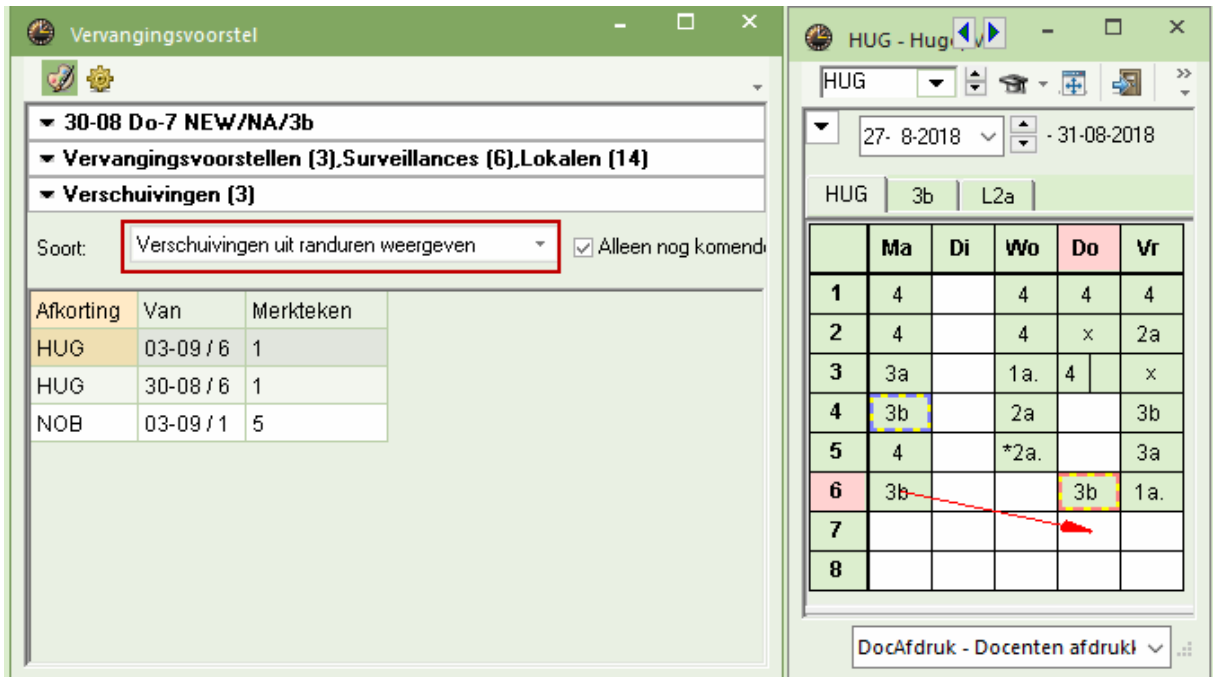 Vervangingsvoorstel
30-08 Do-7 NEW/NA/3b
Vervangingsvoorstellen (3),Surveillances (6),Lokalen (14)
Verschuivingen (3)
Soort: Verschuivingen uit randuren weergeven Alleen nog komend
Afkorting Van Merkteken
HUG 03-09 / 6 1
HUG 30-08 / 6 1
NOB 03-09 / 1 5
HUG - Hug
HUG
27- 8-2018 - 31-08-2018
HUG 3b L2a
Ma Di Wo Do Vr
1 4 4 4 4
2 4 4 x 2a
3 3a 1a. 4 x
4 3b 2a 3b
5 4 *2a. 3a
6 3b 3b 1a.
7
8
DocAfdruk - Docenten afdruk